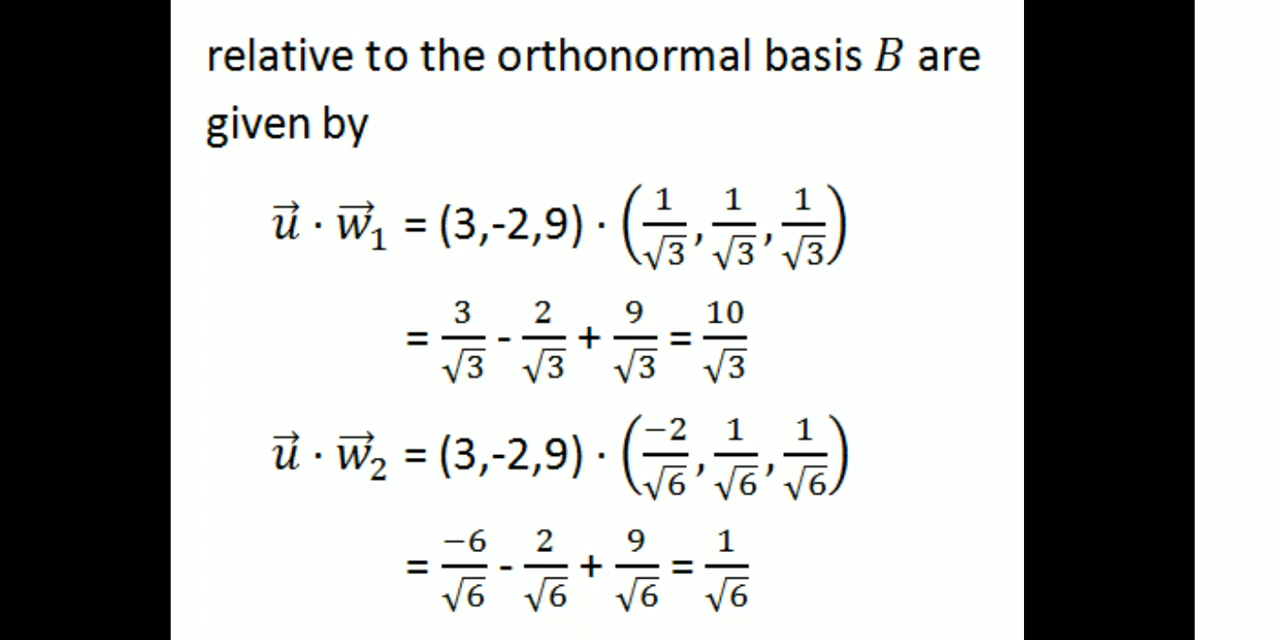 relative to the orthonormal basis B are
given by
u⃗ · w⃗₁ = (3,-2,9) · (1/√3, 1/√3, 1/√3)
= 3/√3 - 2/√3 + 9/√3 = 10/√3
u⃗ · w⃗₂ = (3,-2,9) · (−2/√6, 1/√6, 1/√6)
= −6/√6 - 2/√6 + 9/√6 = 1/√6